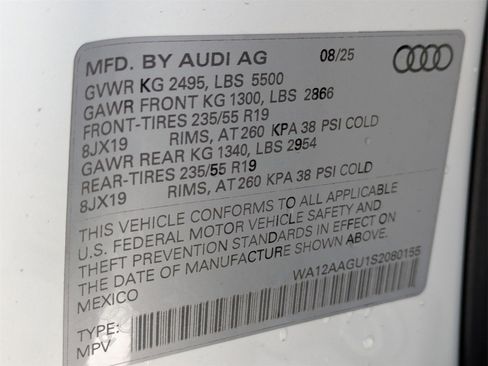 MFD. BY AUDI AG 08/25
GVWR KG 2495, LBS 5500
GAWR FRONT KG 1300, LBS 2866
FRONT-TIRES 235/55 R19
8JX19 RIMS, AT 260 KPA 38 PSI COLD
GAWR REAR KG 1340, LBS 2954
REAR-TIRES 235/55 R19
8JX19 RIMS, AT 260 KPA 38 PSI COLD
THIS VEHICLE CONFORMS TO ALL APPLICABLE
U.S. FEDERAL MOTOR VEHICLE SAFETY AND
THEFT PREVENTION STANDARDS IN EFFECT ON
THE DATE OF MANUFACTURE SHOWN ABOVE.
MEXICO
WA12AAGU1S2080155
TYPE:
MPV